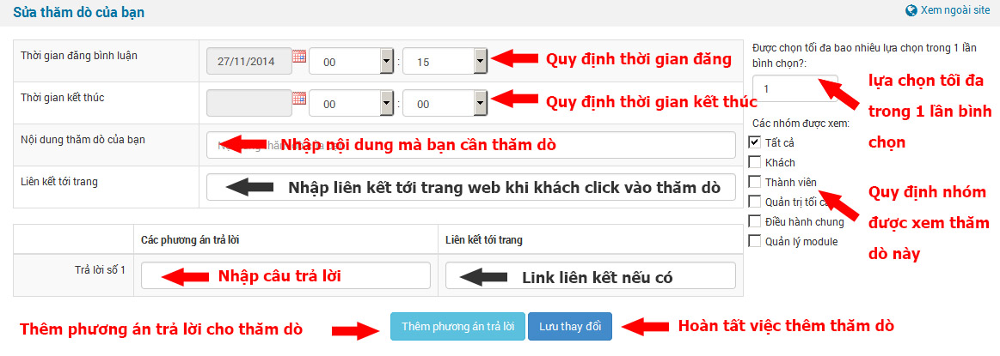 Sửa thăm dò của bạn
Xem ngoài site
Thời gian đăng bình luận
27/11/2014
00
:
15
Quy định thời gian đăng
Thời gian kết thúc
00
:
00
Quy định thời gian kết thúc
Nội dung thăm dò của bạn
Nhập nội dung mà bạn cần thăm dò
Liên kết tới trang
Nhập liên kết tới trang web khi khách click vào thăm dò
Được chọn tối đa bao nhiêu lựa chọn trong 1 lần
bình chọn?:
1
lựa chọn tối đa
trong 1 lần bình
chọn
Các nhóm được xem:
Tất cả
Khách
Thành viên
Quản trị tối
Điều hành chung
Quản lý module
Quy định nhóm
được xem thăm
dò này
Các phương án trả lời
Liên kết tới trang
Trả lời số 1
Nhập câu trả lời
Link liên kết nếu có
Thêm phương án trả lời cho thăm dò
Thêm phương án trả lời
Lưu thay đổi
Hoàn tất việc thêm thăm dò